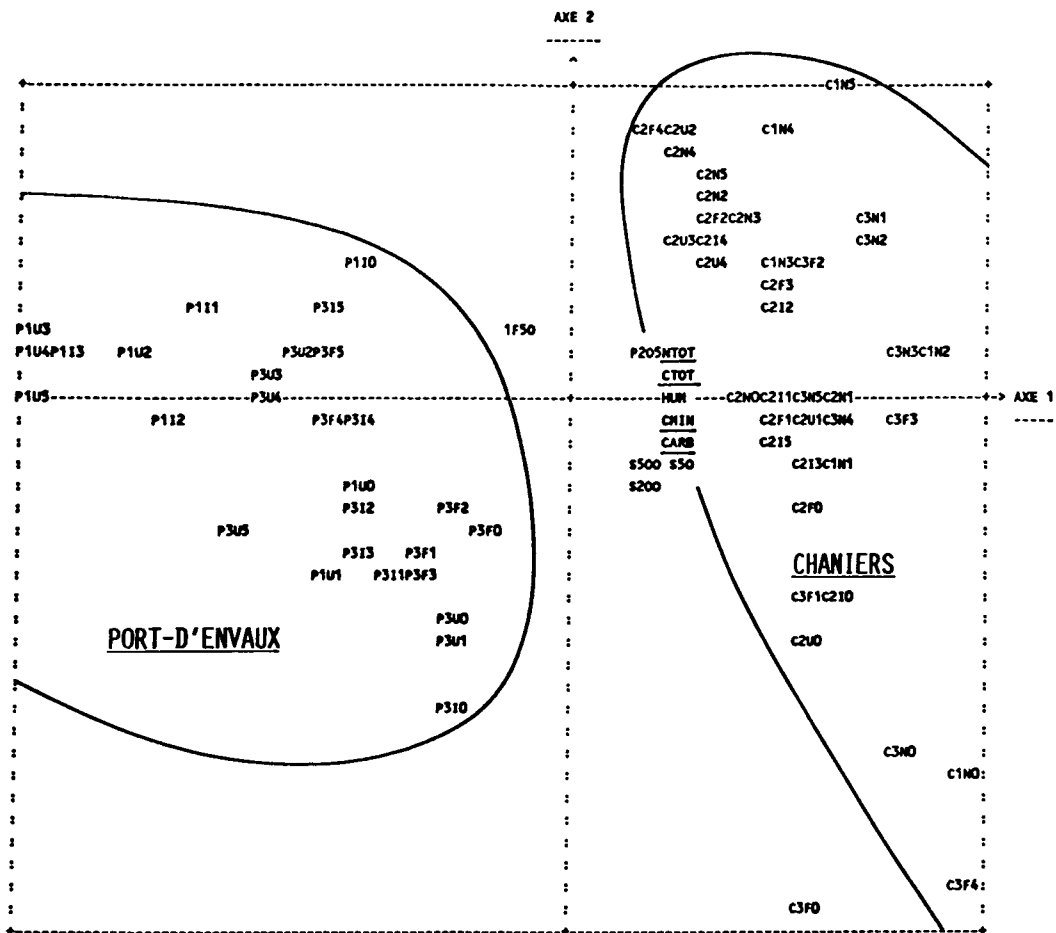 AXE 2
C1N5
C2F4C2U2 C1N4
C2N4
C2N5
C2N2
C2F2C2N3 C3N1
C2U3C2I4 C3N2
P1I0 C2U4 C1N3C3F2
C2F3
P1I1 P3I5 C2I2
P1U3 1F50
P1U4P1I3 P1U2 P3U2P3F5 P205NTOT C3N3C1N2
P3U3 CTOT
P1U5 P3U4 HUM C2N0C2I1C3N5C2N1 AXE 1
P1I2 P3F4P3I4 CMIN C2F1C2U1C3N4 C3F3
CARB C2I5
S500 S50 C2I3C1N1
P1U0 S200
P3I2 P3F2 C2F0
P3U5 P3F0
P3I3 P3F1 CHANIERS
P1U1 P3I1P3F3
C3F1C2I0
P3U0
PORT-D'ENVAUX P3U1 C2U0
P3I0
C3N0
C1N0
C3F4
C3F0